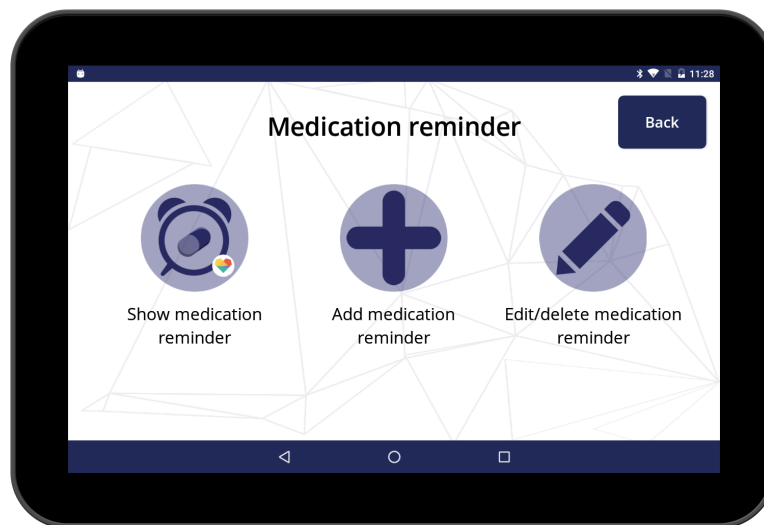 11:28
Medication reminder
Back
Show medication
reminder
Add medication
reminder
Edit/delete medication
reminder